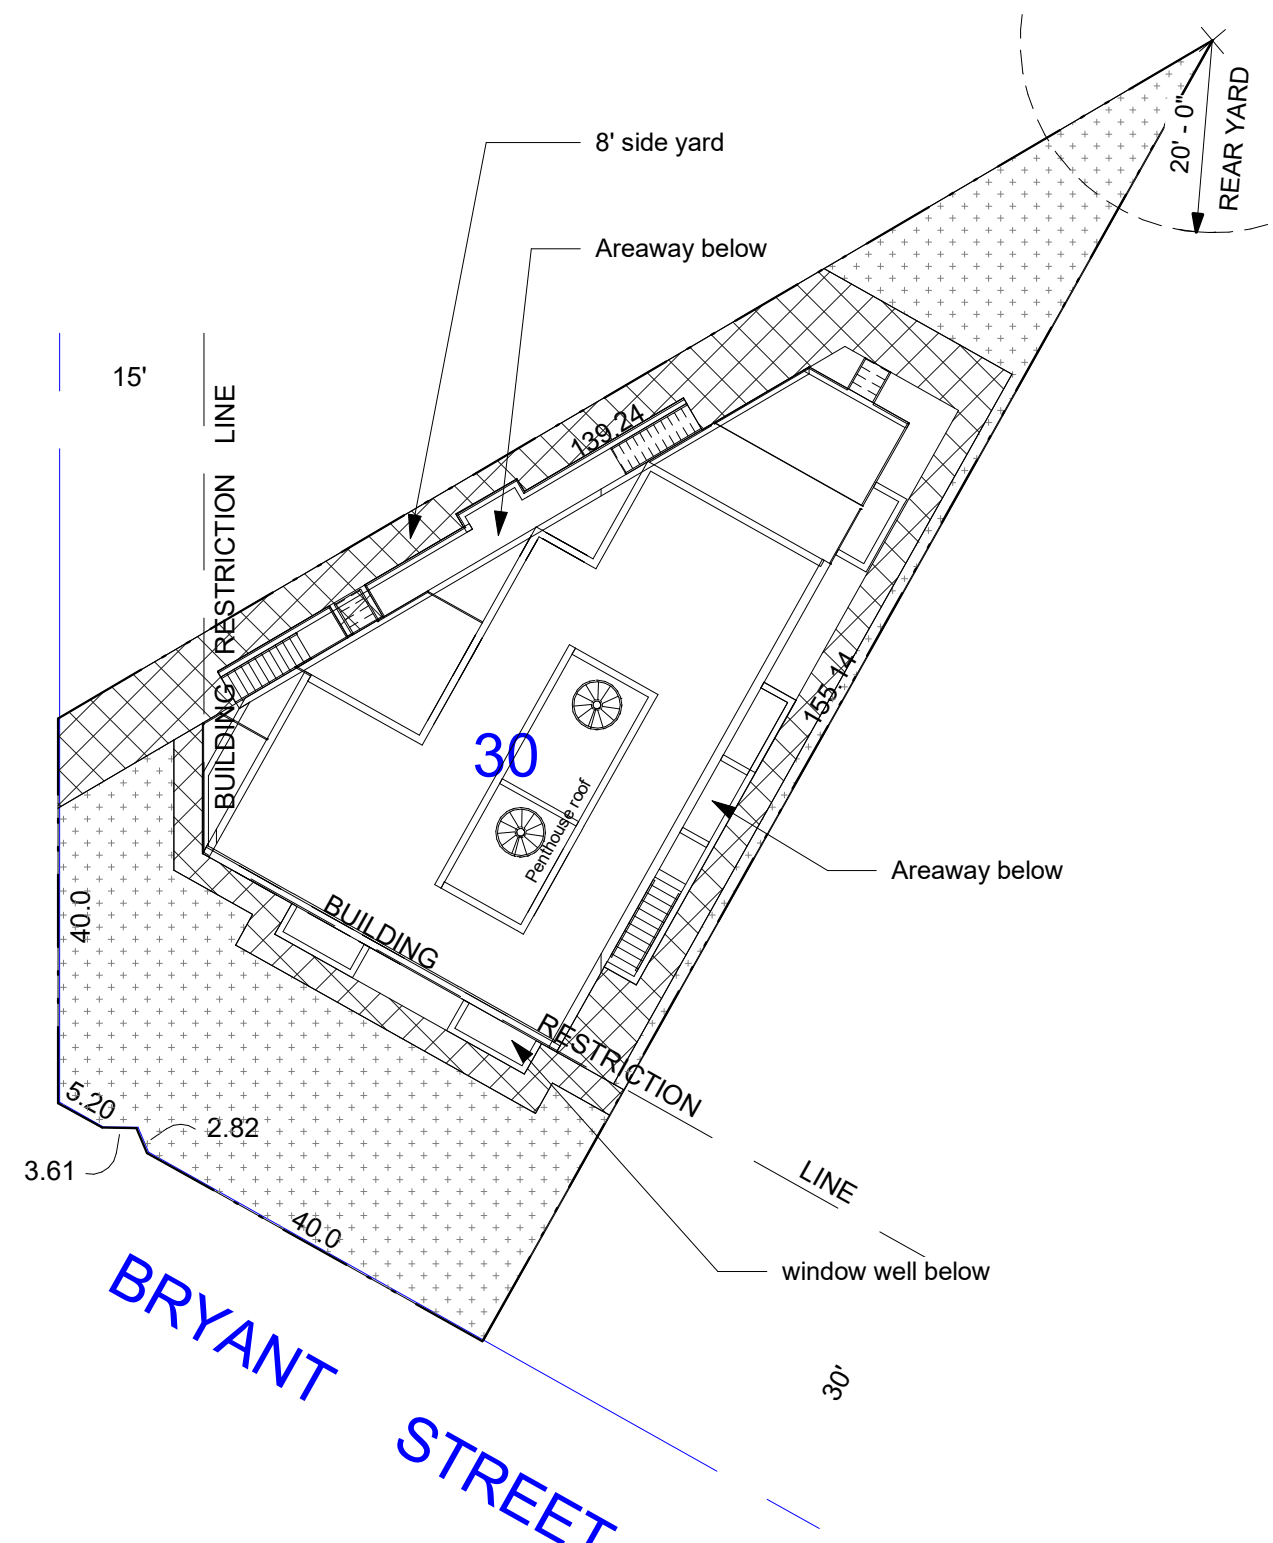 20' - 0"
REAR YARD
8' side yard
Areaway below
15'
BUILDING RESTRICTION LINE
139.24
155.14
30
Penthouse roof
Areaway below
40.0
BUILDING RESTRICTION LINE
5.20
2.82
3.61
40.0
window well below
30'
BRYANT STREET